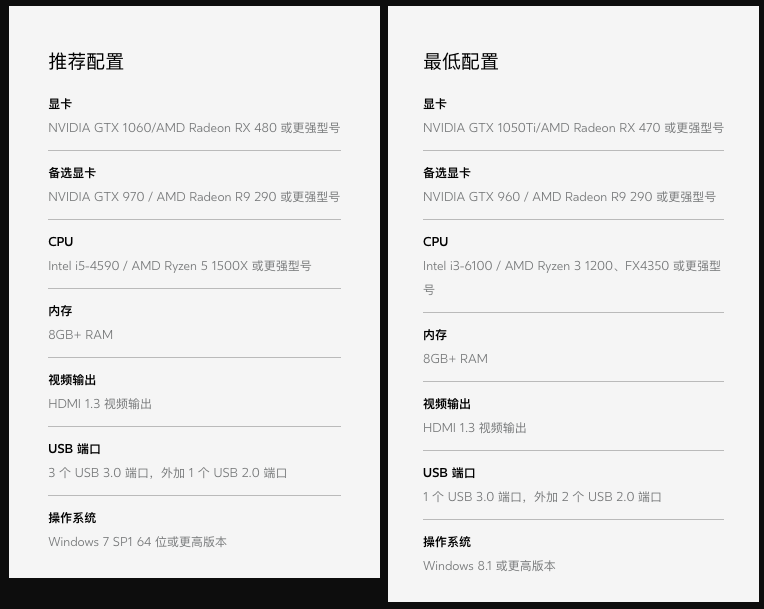 推荐配置
显卡
NVIDIA GTX 1060/AMD Radeon RX 480 或更强型号
备选显卡
NVIDIA GTX 970 / AMD Radeon R9 290 或更强型号
CPU
Intel i5-4590 / AMD Ryzen 5 1500X 或更强型号
内存
8GB+ RAM
视频输出
HDMI 1.3 视频输出
USB 端口
3 个 USB 3.0 端口，外加 1 个 USB 2.0 端口
操作系统
Windows 7 SP1 64 位或更高版本
最低配置
显卡
NVIDIA GTX 1050Ti/AMD Radeon RX 470 或更强型号
备选显卡
NVIDIA GTX 960 / AMD Radeon R9 290 或更强型号
CPU
Intel i3-6100 / AMD Ryzen 3 1200、FX4350 或更强型
号
内存
8GB+ RAM
视频输出
HDMI 1.3 视频输出
USB 端口
1 个 USB 3.0 端口，外加 2 个 USB 2.0 端口
操作系统
Windows 8.1 或更高版本